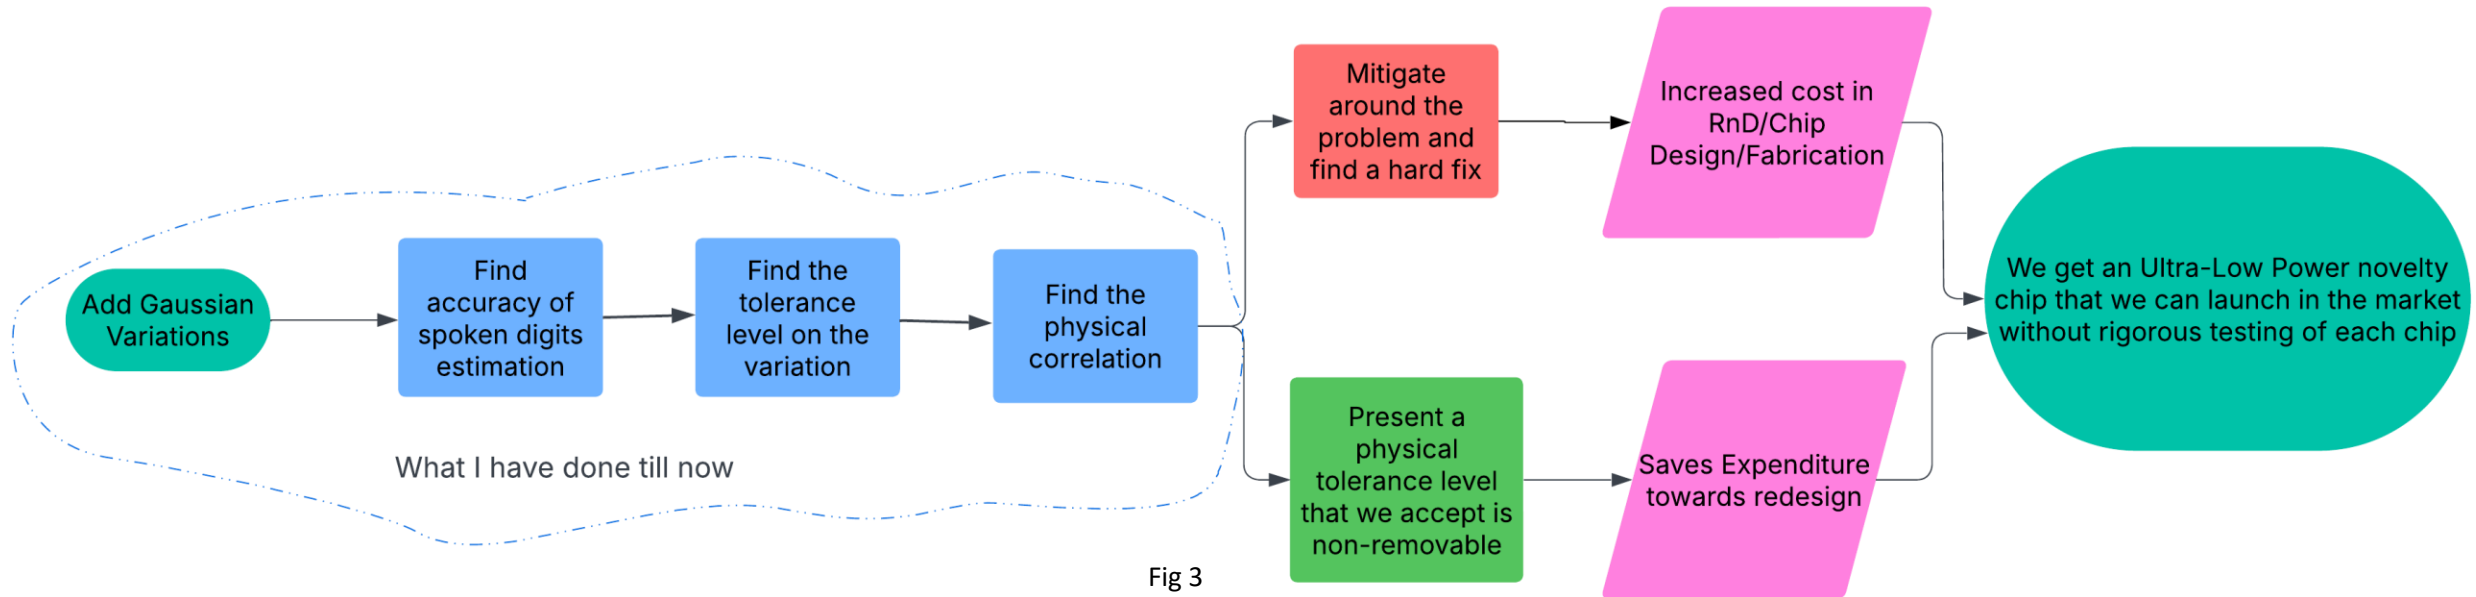 Add Gaussian
Variations
Find
accuracy of
spoken digits
estimation
Find the
tolerance
level on the
variation
Find the
physical
correlation
What I have done till now
Mitigate
around the
problem and
find a hard fix
Increased cost in
RnD/Chip
Design/Fabrication
Present a
physical
tolerance level
that we accept is
non-removable
Saves Expenditure
towards redesign
We get an Ultra-Low Power novelty
chip that we can launch in the market
without rigorous testing of each chip
Fig 3